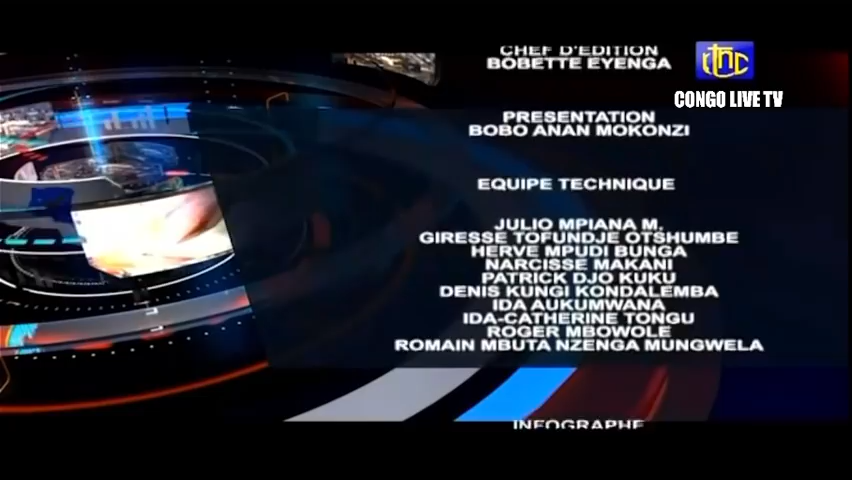 CHEF D'EDITION
BOBETTE EYENGA
rtnc
CONGO LIVE TV
PRESENTATION
BOBO ANAN MOKONZI
EQUIPE TECHNIQUE
JULIO MPIANA M.
GIRESSE TOFUNDJE OTSHUMBE
HERVE MPUDI BUNGA
NARCISSE MAKANI
PATRICK DJO KUKU
DENIS KUNGI KONDALEMBA
IDA AUKUMWANA
IDA-CATHERINE TONGU
ROGER MBOWOLE
ROMAIN MBUTA NZENGA MUNGWELA
INFOGRAPHE